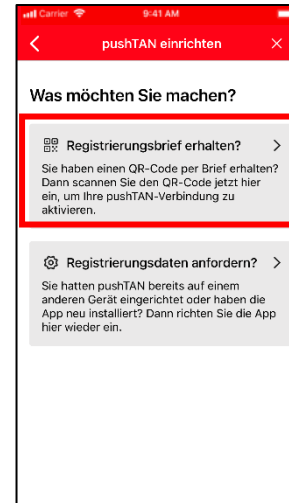 Carrier 9:41 AM
pushTAN einrichten
Was möchten Sie machen?
Registrierungsbrief erhalten?
Sie haben einen QR-Code per Brief erhalten?
Dann scannen Sie den QR-Code jetzt hier
ein, um Ihre pushTAN-Verbindung zu
aktivieren.
Registrierungsdaten anfordern?
Sie hatten pushTAN bereits auf einem
anderen Gerät eingerichtet oder haben die
App neu installiert? Dann richten Sie die App
hier wieder ein.